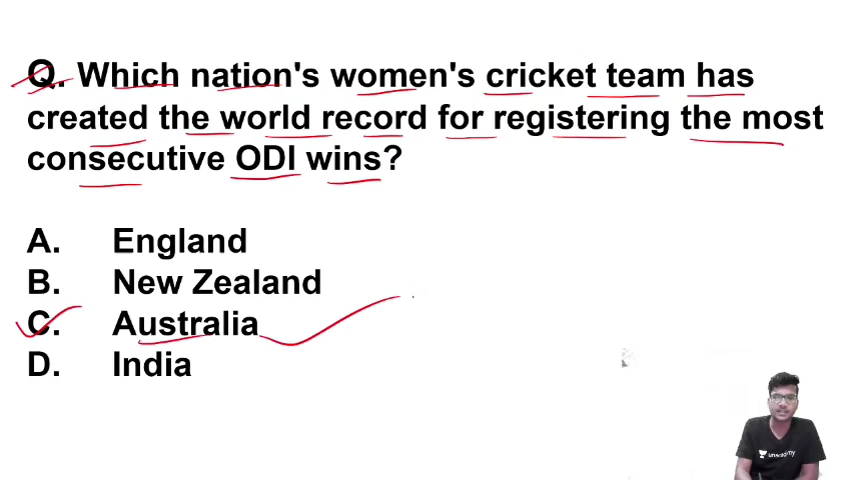 Q. Which nation's women's cricket team has
created the world record for registering the most
consecutive ODI wins?
A. England
B. New Zealand
C. Australia
D. India
unacademy